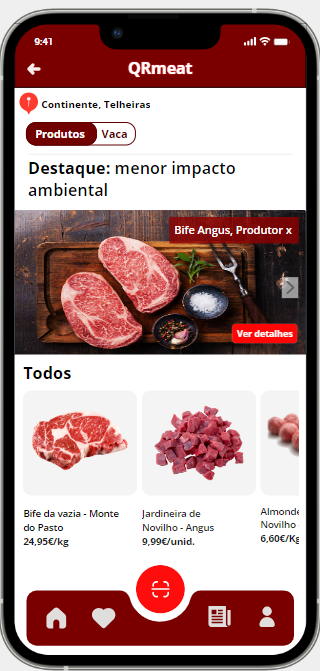 9:41
QRmeat
Continente, Telheiras
Produtos
Vaca
Destaque: menor impacto
ambiental
Bife Angus, Produtor x
Ver detalhes
Todos
Bife da vazia - Monte
do Pasto
24,95€/kg
Jardineira de
Novilho - Angus
9,99€/unid.
Almonde
Novilho
6,60€/Kg